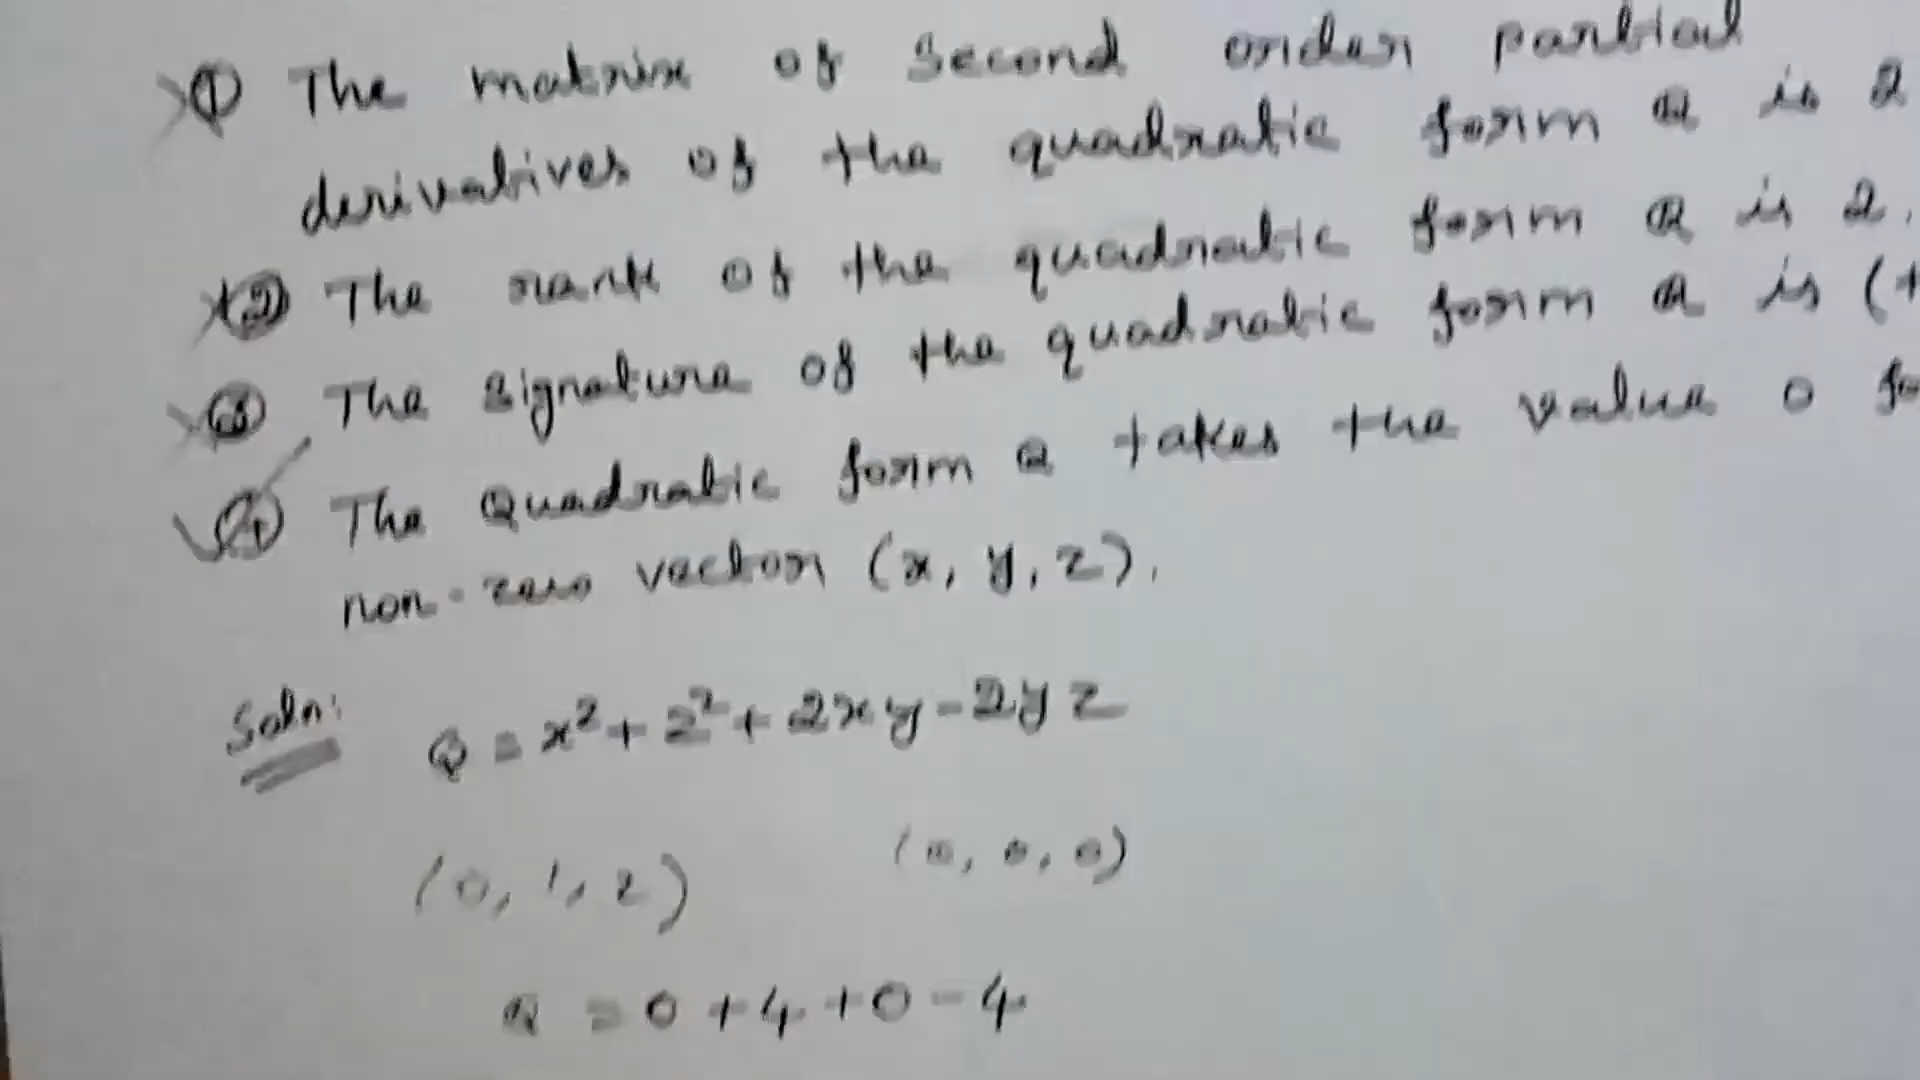 ① The matrix of Second order partial
derivatives of the quadratic form Q is 2
② The rank of the quadratic form Q is 2.
③ The signature of the quadratic form Q is (+
④ The Quadratic form Q takes the value 0 fo
non-zero vector (x, y, z).
Soln: Q = x² + z² + 2xy - 2yz
(0, 1, 2) (0, 0, 0)
Q = 0 + 4 + 0 - 4